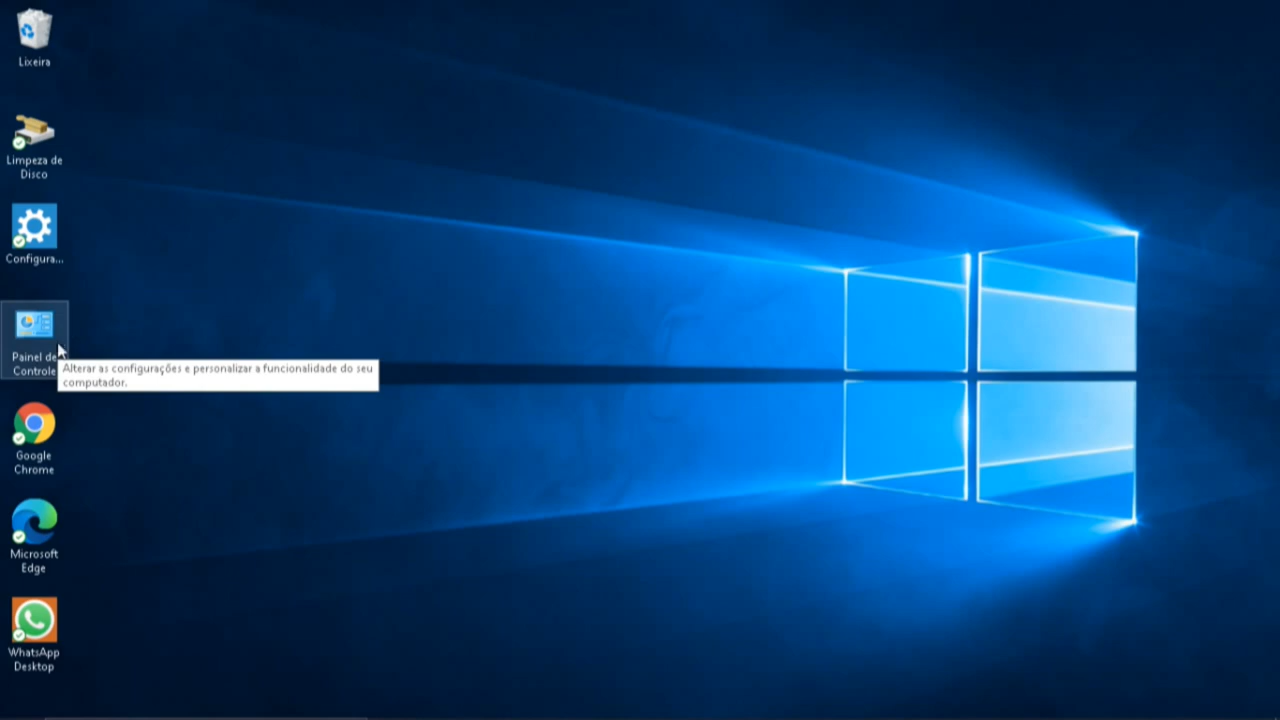 Lixeira
Limpeza de
Disco
Configura...
Painel de
Controle
Alterar as configurações e personalizar a funcionalidade do seu
computador.
Google
Chrome
Microsoft
Edge
WhatsApp
Desktop